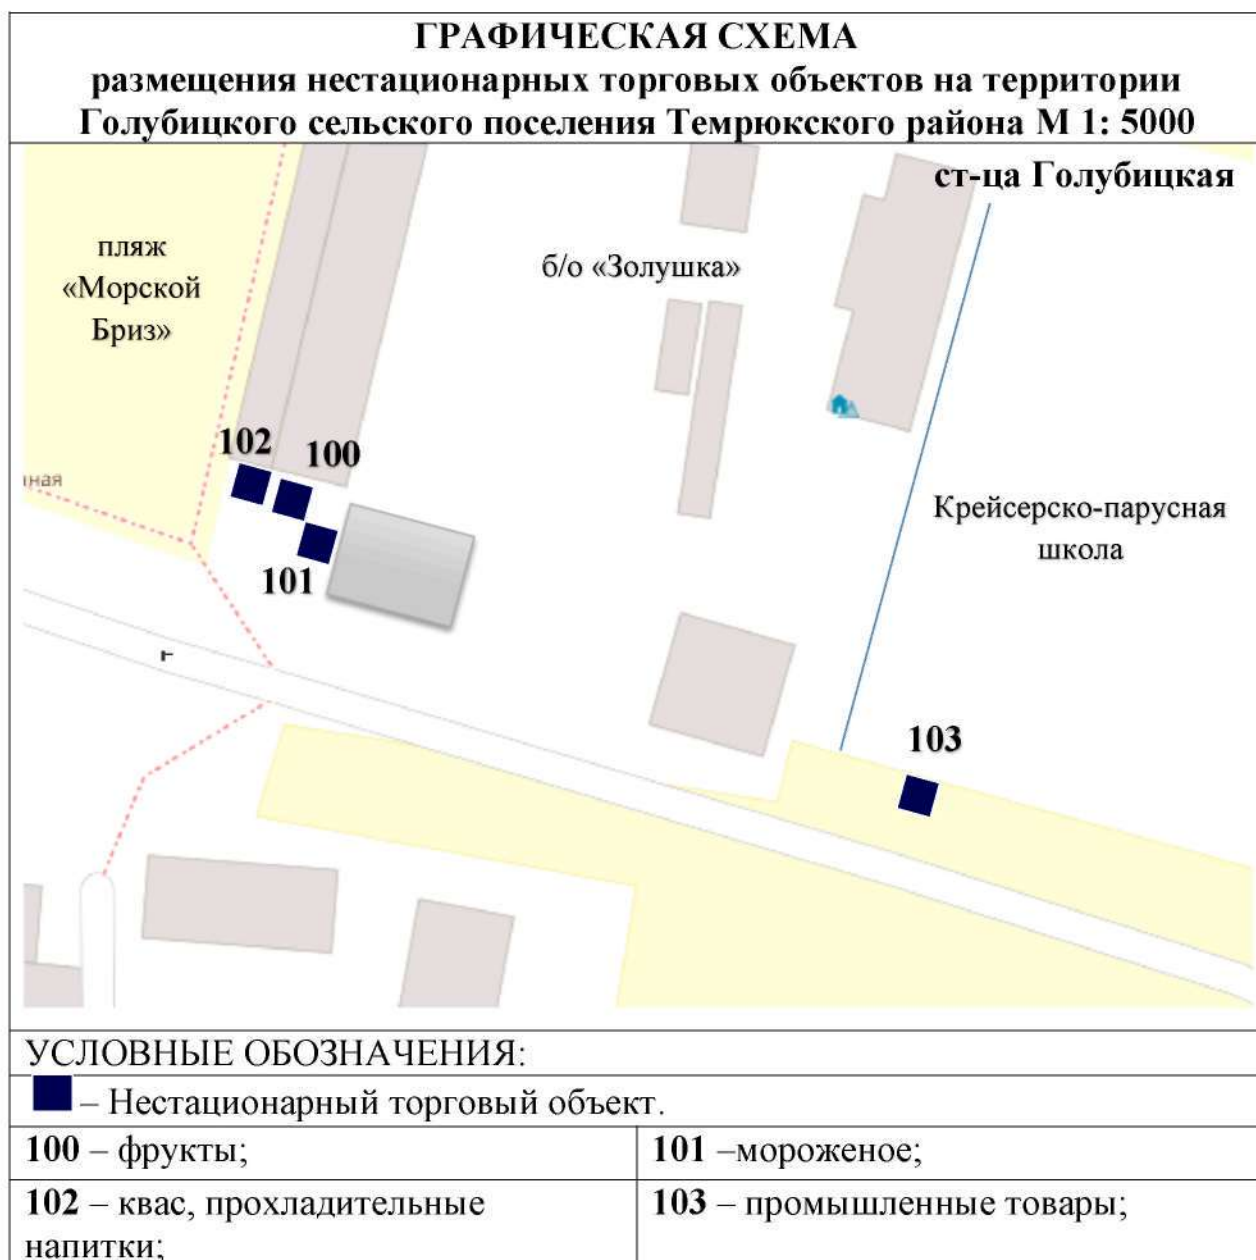 ГРАФИЧЕСКАЯ СХЕМА
размещения нестационарных торговых объектов на территории
Голубицкого сельского поселения Темрюкского района М 1: 5000
ст-ца Голубицкая
пляж
«Морской
Бриз»
б/о «Золушка»
102
100
ная
Крейсерско-парусная
школа
101
103
УСЛОВНЫЕ ОБОЗНАЧЕНИЯ:
– Нестационарный торговый объект.
100 – фрукты;
101 –мороженое;
102 – квас, прохладительные
напитки;
103 – промышленные товары;